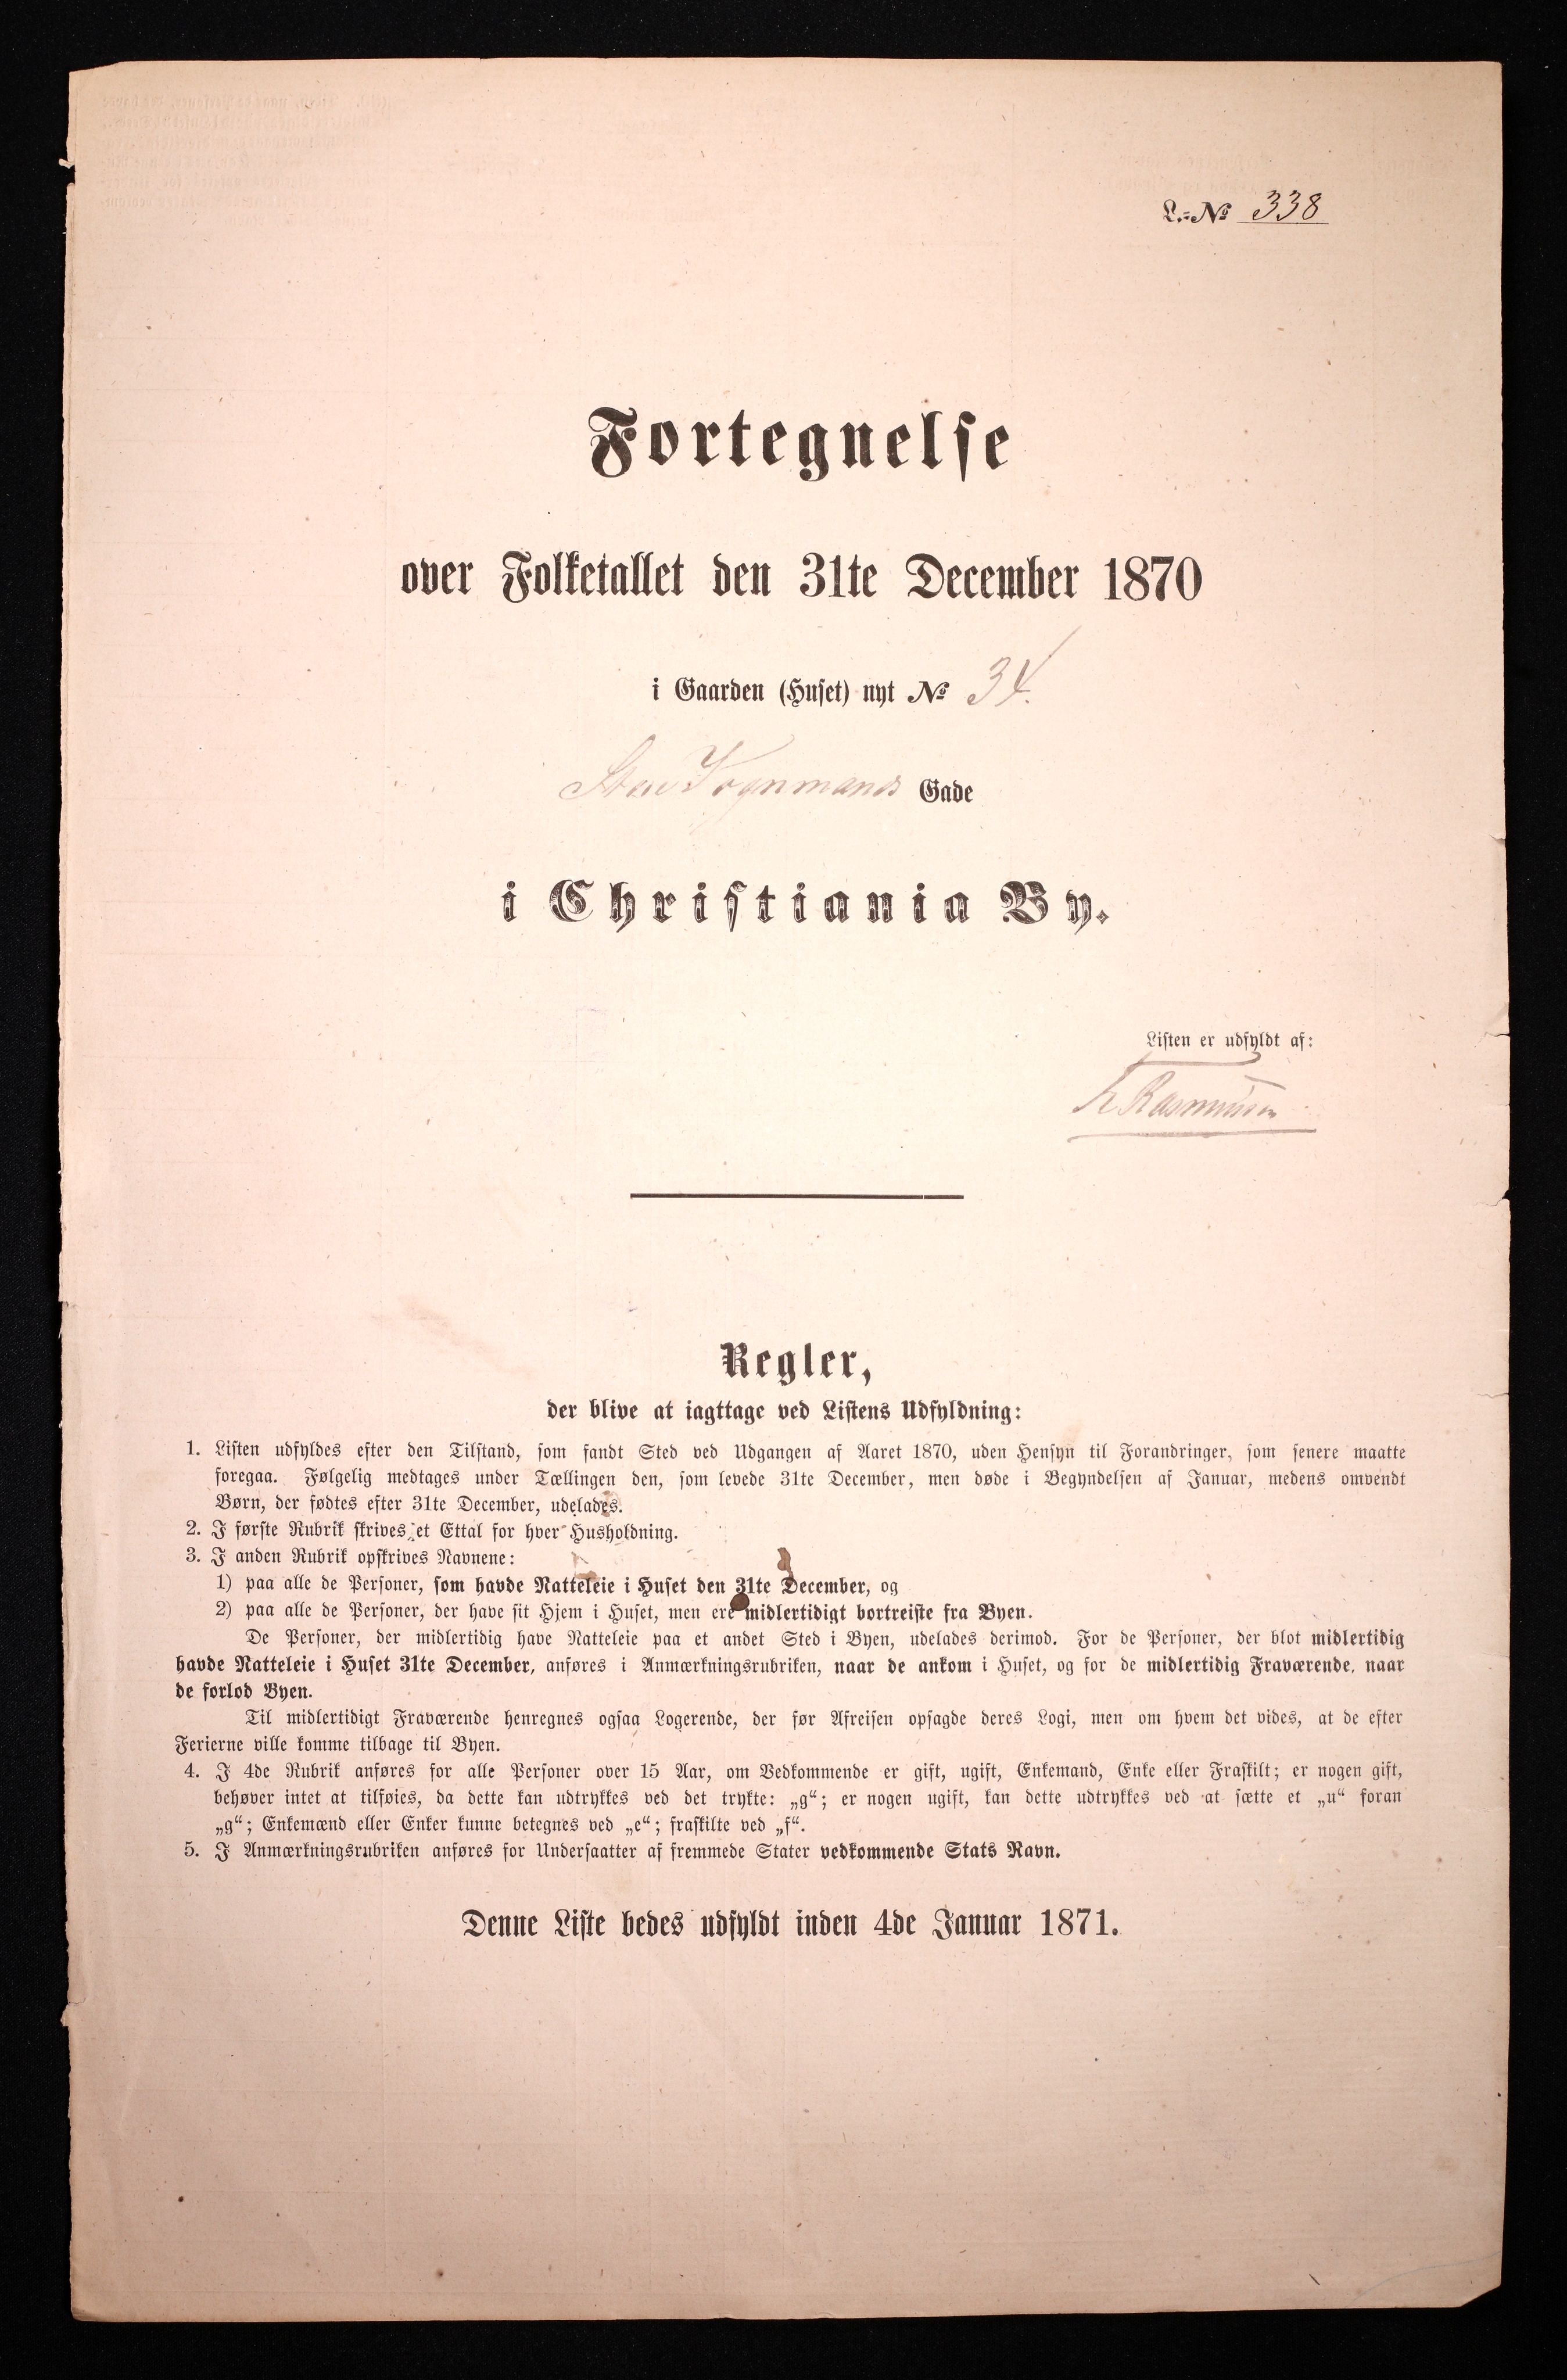 L.-№ 338
Fortegnelse
over Folketallet den 31te December 1870
i Gaarden (Huset) nyt № 34.
Vognmands Gade
i Christiania By.
Listen er udfyldt af:
Rasmussen
Regler,
der blive at iagttage ved Listens Udfyldning:
1. Listen udfyldes efter den Tilstand, som fandt Sted ved Udgangen af Aaret 1870, uden Hensyn til Forandringer, som senere maatte
foregaa. Følgelig medtages under Tællingen den, som levede 31te December, men døde i Begyndelsen af Januar, medens omvendt
Børn, der fødtes efter 31te December, udelades.
2. I første Rubrik skrives et Ettal for hver Husholdning.
3. I anden Rubrik opskrives Navnene:
1) paa alle de Personer, som havde Natteleie i Huset den 31te December, og
2) paa alle de Personer, der have sit Hjem i Huset, men ere midlertidigt bortreiste fra Byen.
De Personer, der midlertidig have Natteleie paa et andet Sted i Byen, udelades derimod. For de Personer, der blot midlertidig
havde Natteleie i Huset 31te December, anføres i Anmærkningsrubriken, naar de ankom i Huset, og for de midlertidig Fraværende, naar
de forlod Byen.
Til midlertidigt Fraværende henregnes ogsaa Logerende, der før Afreisen opsagde deres Logi, men om hvem det vides, at de efter
Ferierne ville komme tilbage til Byen.
4. I 4de Rubrik anføres for alle Personer over 15 Aar, om Vedkommende er gift, ugift, Enkemand, Enke eller Fraskilt; er nogen gift,
behøver intet at tilføies, da dette kan udtrykkes ved det trykte: „g“; er nogen ugift, kan dette udtrykkes ved at sætte et „u“ foran
„g“; Enkemænd eller Enker kunne betegnes ved „e“; fraskilte ved „f“.
5. I Anmærkningsrubriken anføres for Undersaatter af fremmede Stater vedkommende Stats Navn.
Denne Liste bedes udfyldt inden 4de Januar 1871.